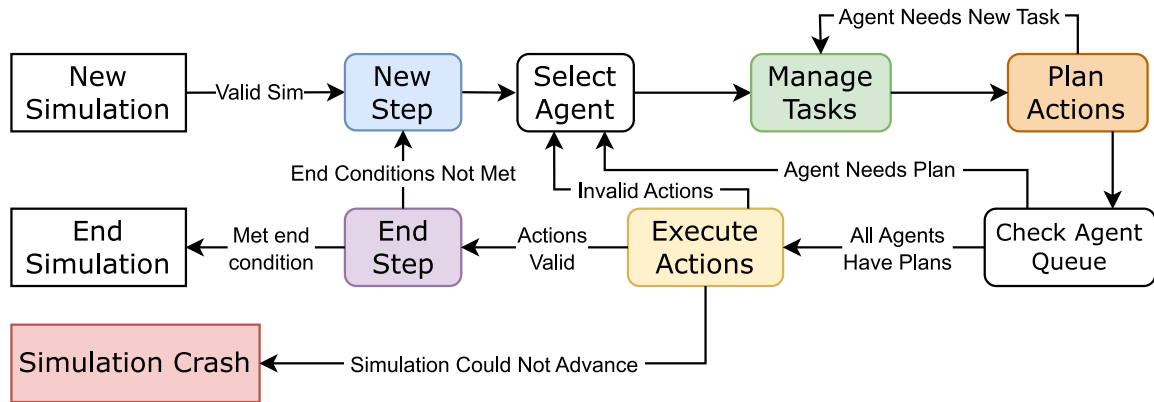 Agent Needs New Task
New
Simulation
Valid Sim
New
Step
Select
Agent
Manage
Tasks
Plan
Actions
End Conditions Not Met
Invalid Actions
Agent Needs Plan
End
Simulation
Met end
condition
End
Step
Actions
Valid
Execute
Actions
All Agents
Have Plans
Check Agent
Queue
Simulation Crash
Simulation Could Not Advance